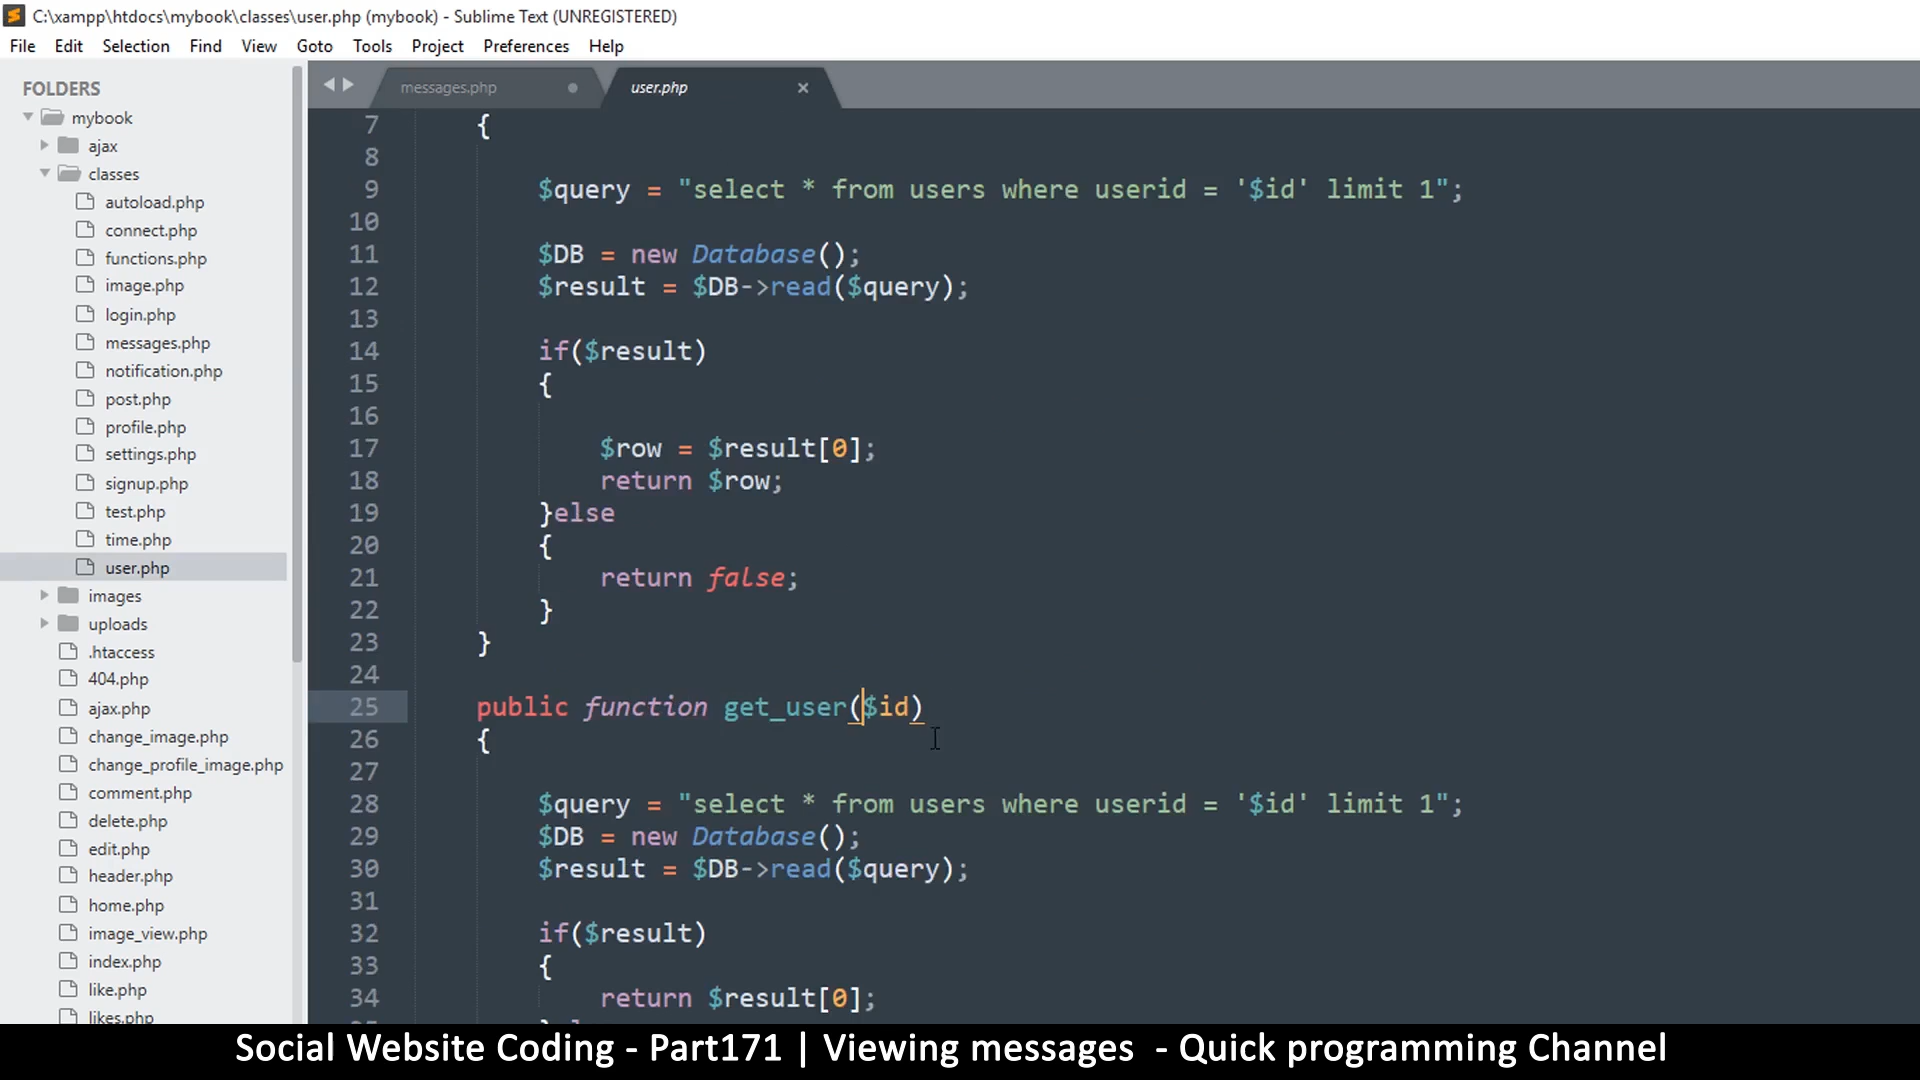 C:\xampp\htdocs\mybook\classes\user.php (mybook) - Sublime Text (UNREGISTERED)
File Edit Selection Find View Goto Tools Project Preferences Help
FOLDERS
mybook
ajax
classes
autoload.php
connect.php
functions.php
image.php
login.php
messages.php
notification.php
post.php
profile.php
settings.php
signup.php
test.php
time.php
user.php
images
uploads
.htaccess
404.php
ajax.php
change_image.php
change_profile_image.php
comment.php
delete.php
edit.php
header.php
home.php
image_view.php
index.php
like.php
likes.php
messages.php user.php
7 {
8
9 $query = "select * from users where userid = '$id' limit 1";
10
11 $DB = new Database();
12 $result = $DB->read($query);
13
14 if($result)
15 {
16
17 $row = $result[0];
18 return $row;
19 }else
20 {
21 return false;
22 }
23 }
24
25 public function get_user($id)
26 {
27
28 $query = "select * from users where userid = '$id' limit 1";
29 $DB = new Database();
30 $result = $DB->read($query);
31
32 if($result)
33 {
34 return $result[0];
Social Website Coding - Part171 | Viewing messages - Quick programming Channel